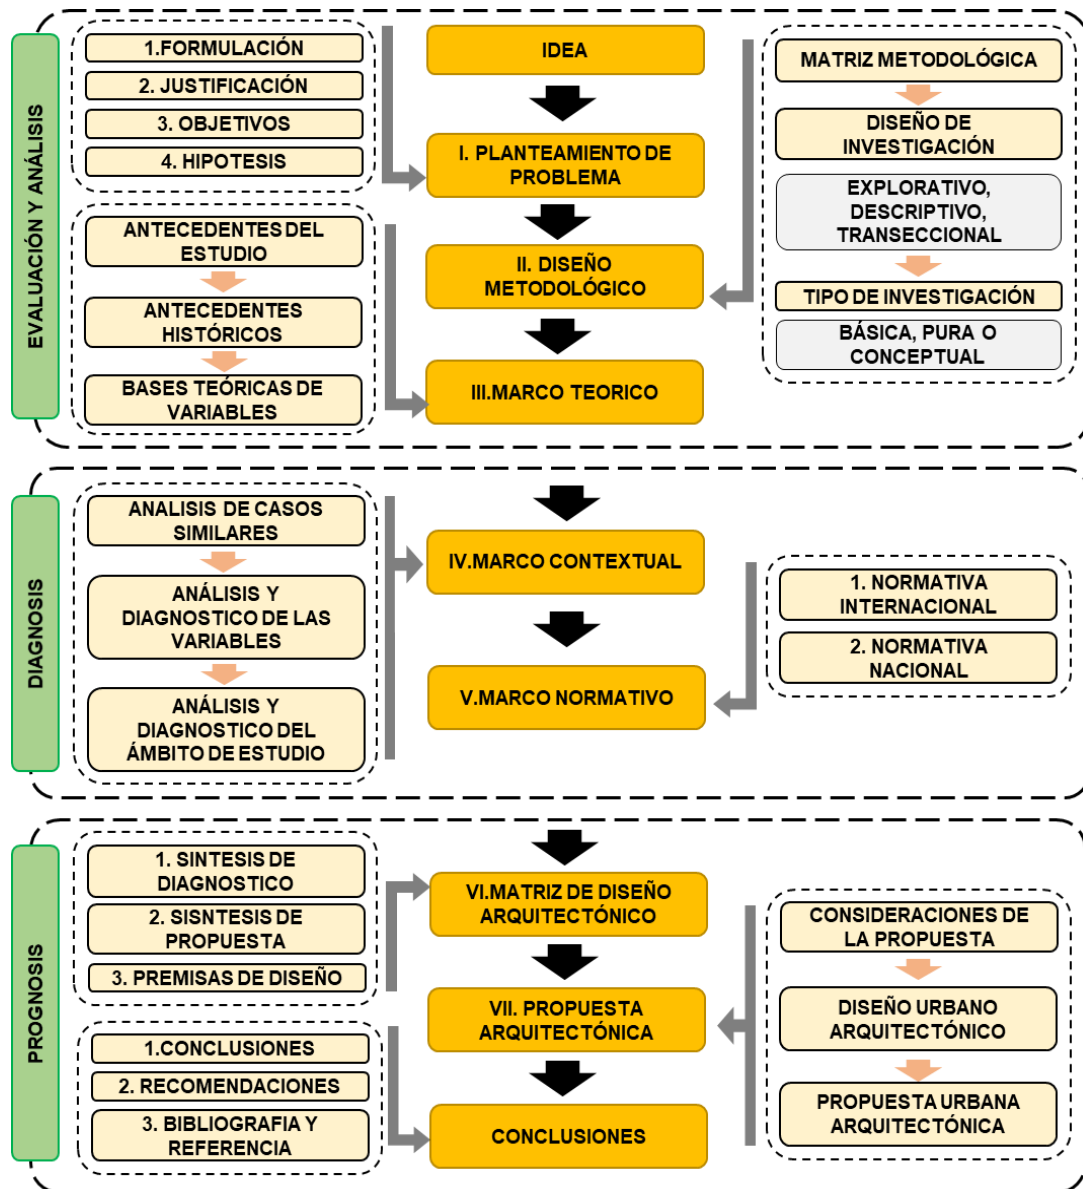 EVALUACIÓN Y ANÁLISIS
1.FORMULACIÓN
2. JUSTIFICACIÓN
3. OBJETIVOS
4. HIPOTESIS
ANTECEDENTES DEL
ESTUDIO
ANTECEDENTES
HISTÓRICOS
BASES TEÓRICAS DE
VARIABLES
IDEA
I. PLANTEAMIENTO DE
PROBLEMA
II. DISEÑO
METODOLÓGICO
III.MARCO TEORICO
MATRIZ METODOLÓGICA
DISEÑO DE
INVESTIGACIÓN
EXPLORATIVO,
DESCRIPTIVO,
TRANSECCIONAL
TIPO DE INVESTIGACIÓN
BÁSICA, PURA O
CONCEPTUAL
DIAGNOSIS
ANALISIS DE CASOS
SIMILARES
ANÁLISIS Y
DIAGNOSTICO DE LAS
VARIABLES
ANÁLISIS Y
DIAGNOSTICO DEL
ÁMBITO DE ESTUDIO
IV.MARCO CONTEXTUAL
V.MARCO NORMATIVO
1. NORMATIVA
INTERNACIONAL
2. NORMATIVA
NACIONAL
PROGNOSIS
1. SINTESIS DE
DIAGNOSTICO
2. SISNTESIS DE
PROPUESTA
3. PREMISAS DE DISEÑO
1.CONCLUSIONES
2. RECOMENDACIONES
3. BIBLIOGRAFIA Y
REFERENCIA
VI.MATRIZ DE DISEÑO
ARQUITECTÓNICO
VII. PROPUESTA
ARQUITECTÓNICA
CONCLUSIONES
CONSIDERACIONES DE
LA PROPUESTA
DISEÑO URBANO
ARQUITECTÓNICO
PROPUESTA URBANA
ARQUITECTÓNICA